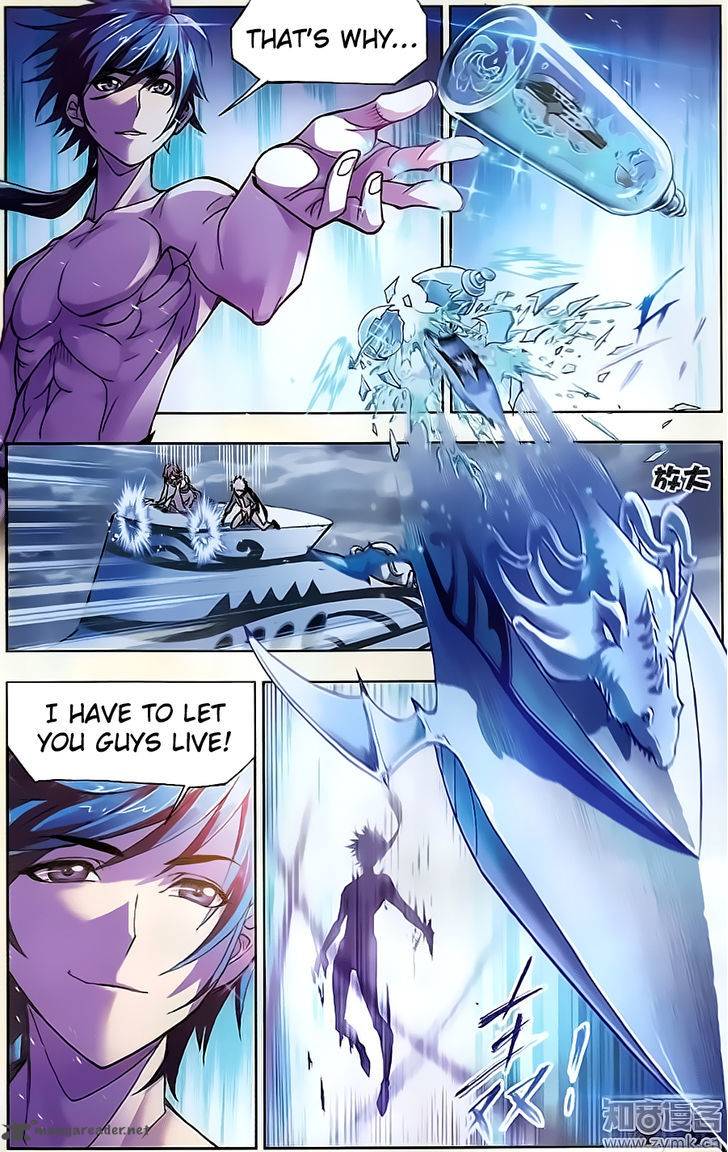 THAT'S WHY...
放大
I HAVE TO LET
YOU GUYS LIVE!
轰!
mangareader.net
知音漫客
www.zymk.cn